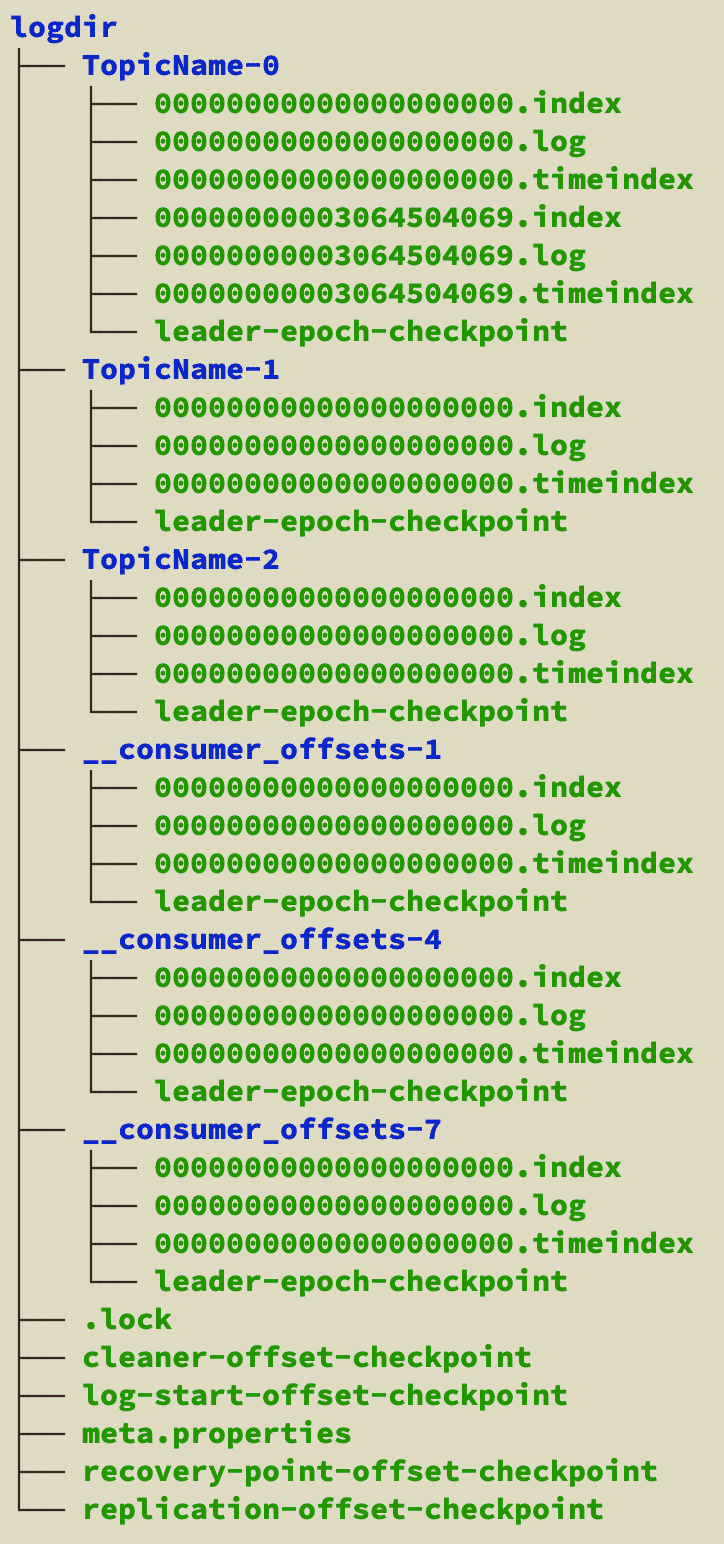 logdir
TopicName-0
00000000000000000000.index
00000000000000000000.log
00000000000000000000.timeindex
00000000003064504069.index
00000000003064504069.log
00000000003064504069.timeindex
leader-epoch-checkpoint
TopicName-1
00000000000000000000.index
00000000000000000000.log
00000000000000000000.timeindex
leader-epoch-checkpoint
TopicName-2
00000000000000000000.index
00000000000000000000.log
00000000000000000000.timeindex
leader-epoch-checkpoint
__consumer_offsets-1
00000000000000000000.index
00000000000000000000.log
00000000000000000000.timeindex
leader-epoch-checkpoint
__consumer_offsets-4
00000000000000000000.index
00000000000000000000.log
00000000000000000000.timeindex
leader-epoch-checkpoint
__consumer_offsets-7
00000000000000000000.index
00000000000000000000.log
00000000000000000000.timeindex
leader-epoch-checkpoint
.lock
cleaner-offset-checkpoint
log-start-offset-checkpoint
meta.properties
recovery-point-offset-checkpoint
replication-offset-checkpoint